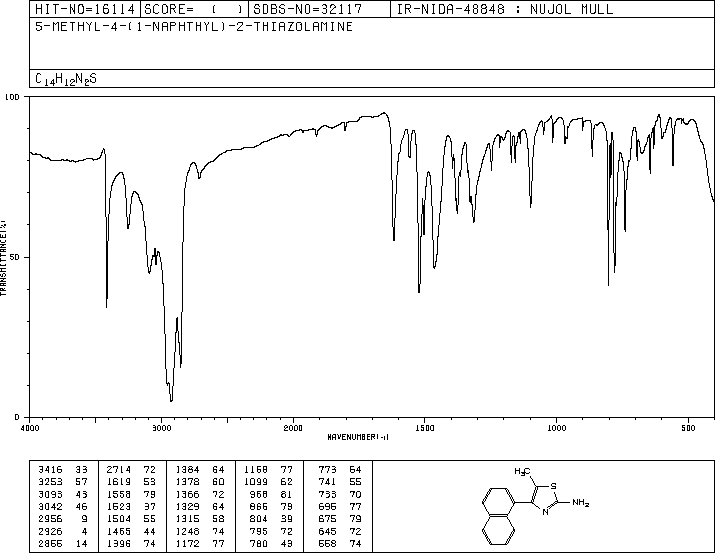 HIT-NO=16114 SCORE= ( ) SDBS-NO=32117 IR-NIDA-48848 : NUJOL MULL
5-METHYL-4-(1-NAPHTHYL)-2-THIAZOLAMINE
C14H12N2S
100
50
0
TRANSMITTANCE(%)
4000 3000 2000 1500 1000 500
WAVENUMBER(-1)
3416 33 2714 72 1384 64 1168 77 773 64
3253 57 1619 53 1378 60 1099 62 741 55
3093 43 1558 79 1366 72 968 81 733 70
3042 46 1523 37 1329 64 866 79 696 77
2956 9 1504 55 1315 58 804 39 675 79
2926 4 1465 44 1248 74 795 72 645 72
2855 14 1396 74 1172 77 780 43 558 74
H3C
S
N
NH2